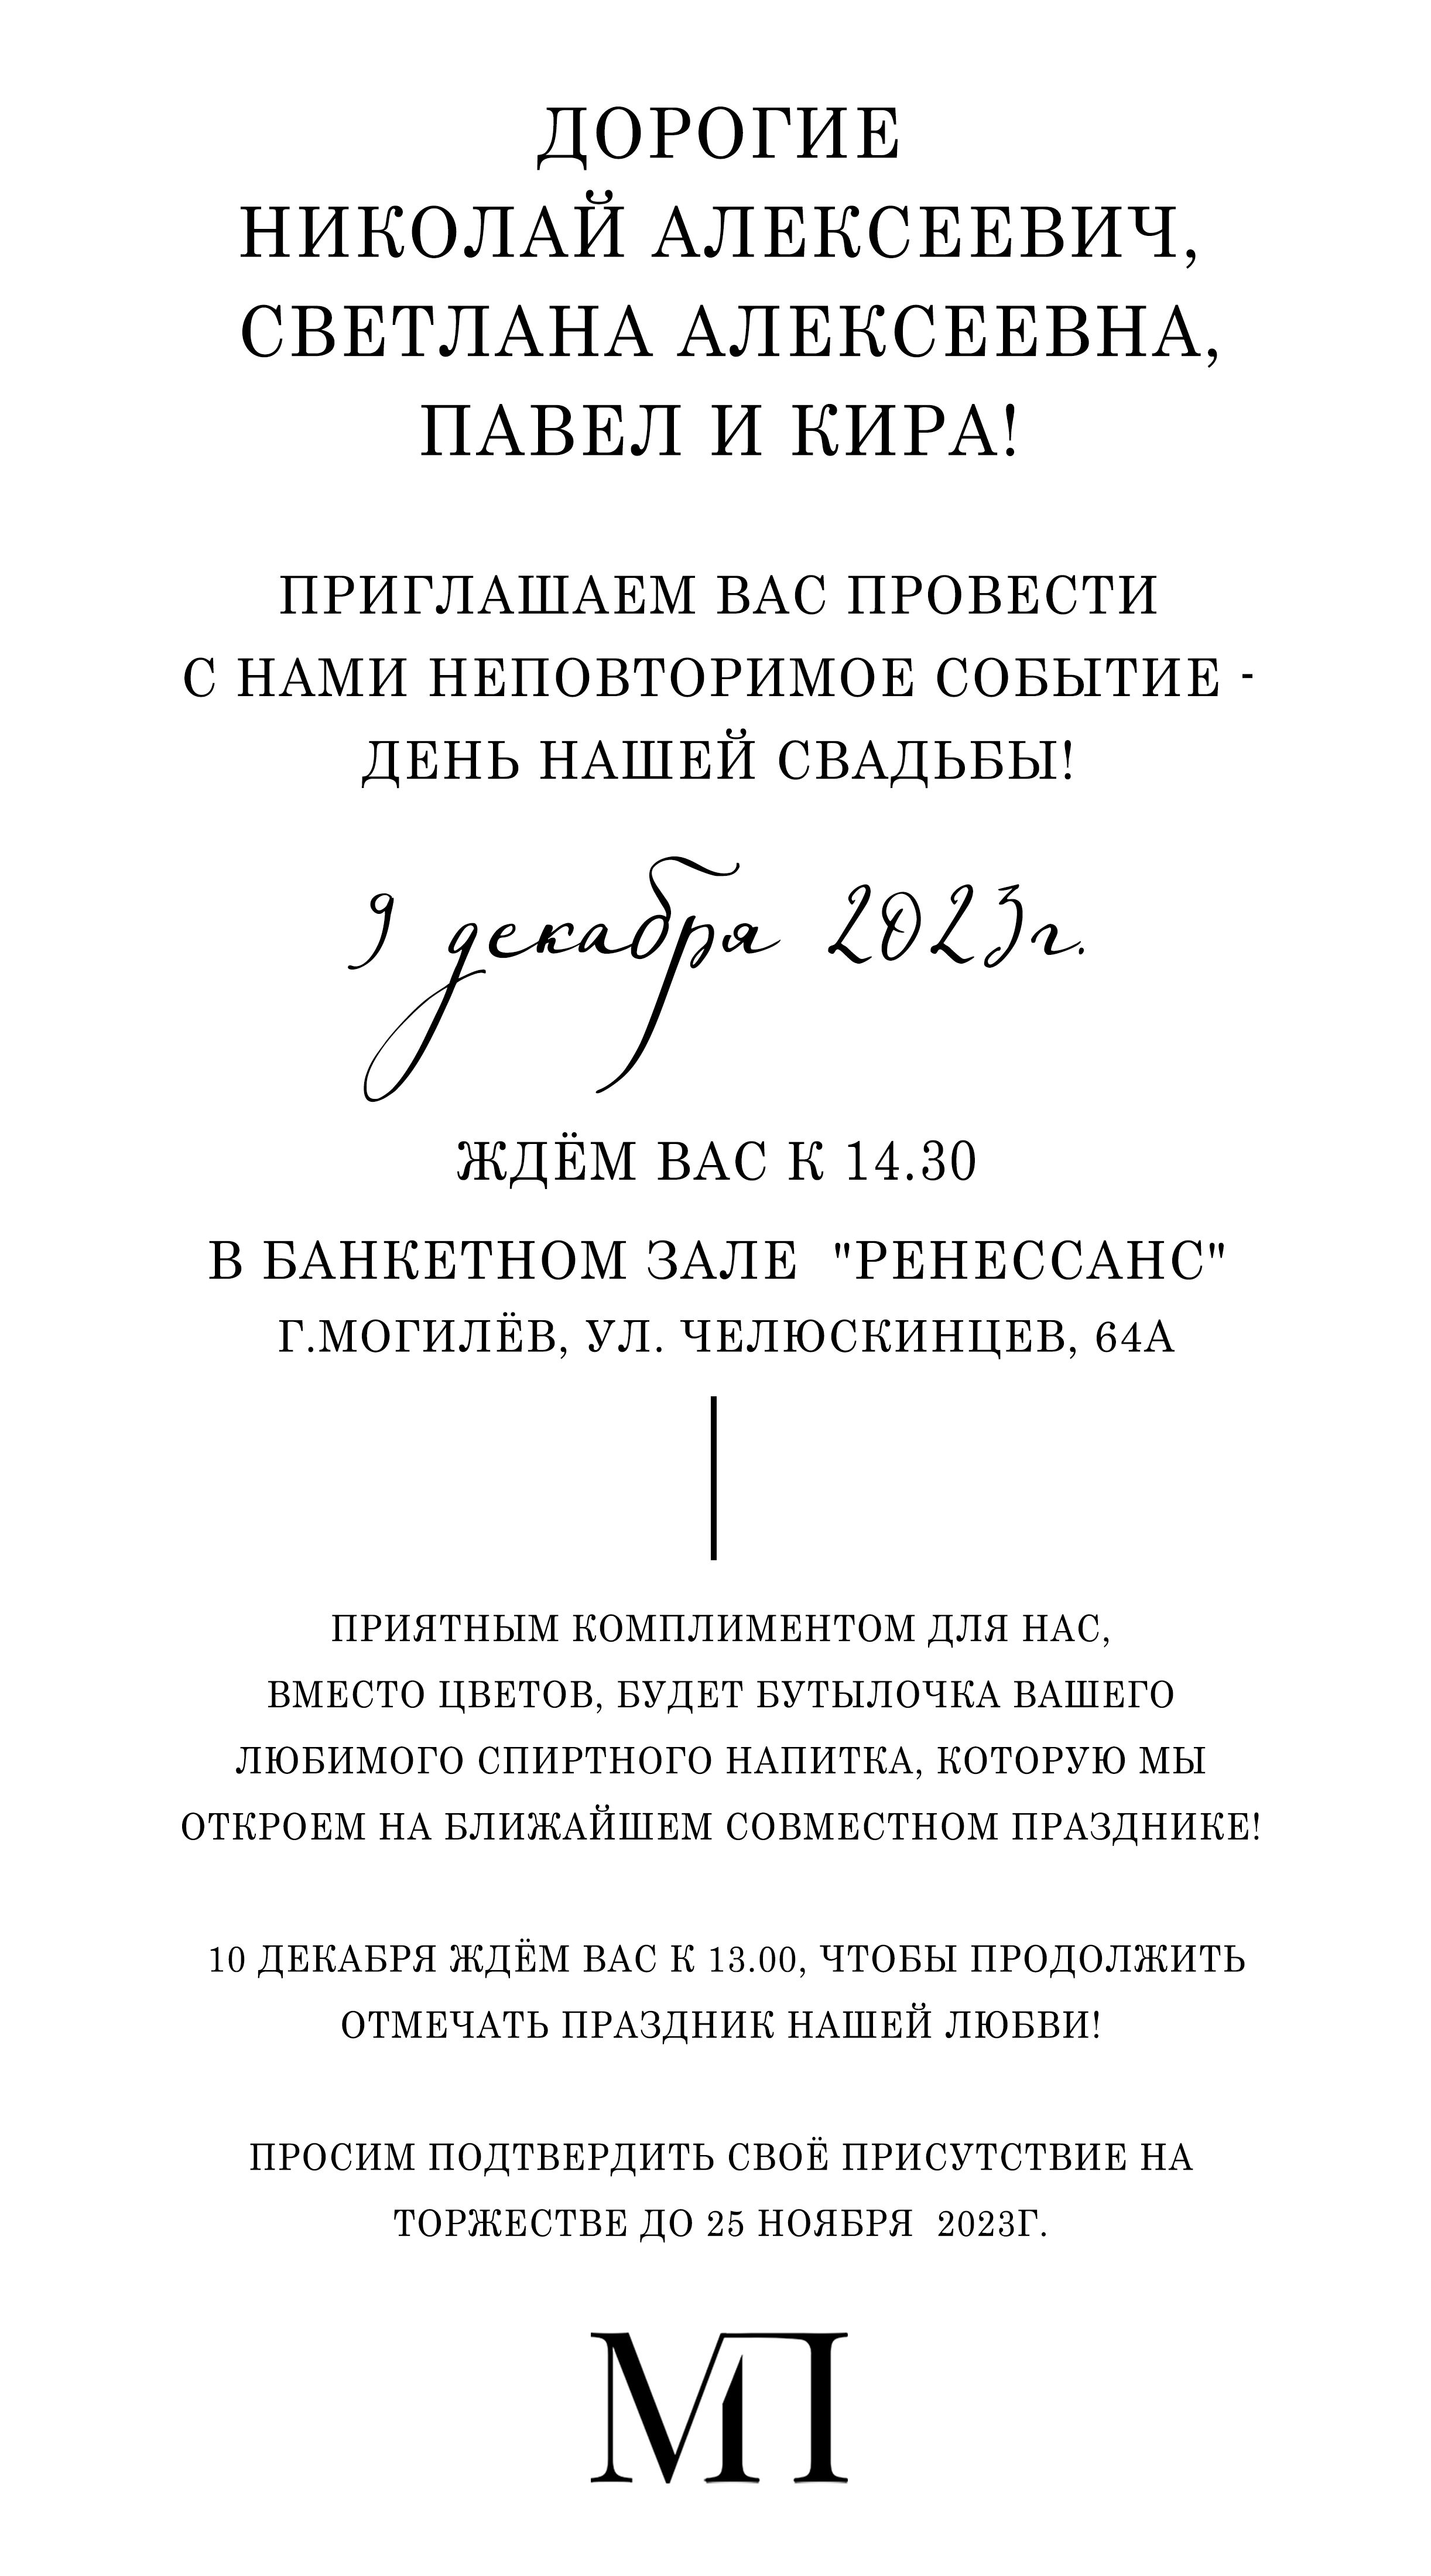 ДОРОГИЕ
НИКОЛАЙ АЛЕКСЕЕВИЧ,
СВЕТЛАНА АЛЕКСЕЕВНА,
ПАВЕЛ И КИРА!
ПРИГЛАШАЕМ ВАС ПРОВЕСТИ
С НАМИ НЕПОВТОРИМОЕ СОБЫТИЕ -
ДЕНЬ НАШЕЙ СВАДЬБЫ!
9 декабря 2023г.
ЖДЁМ ВАС К 14.30
В БАНКЕТНОМ ЗАЛЕ "РЕНЕССАНС"
Г.МОГИЛЁВ, УЛ. ЧЕЛЮСКИНЦЕВ, 64А
ПРИЯТНЫМ КОМПЛИМЕНТОМ ДЛЯ НАС,
ВМЕСТО ЦВЕТОВ, БУДЕТ БУТЫЛОЧКА ВАШЕГО
ЛЮБИМОГО СПИРТНОГО НАПИТКА, КОТОРУЮ МЫ
ОТКРОЕМ НА БЛИЖАЙШЕМ СОВМЕСТНОМ ПРАЗДНИКЕ!
10 ДЕКАБРЯ ЖДЁМ ВАС К 13.00, ЧТОБЫ ПРОДОЛЖИТЬ
ОТМЕЧАТЬ ПРАЗДНИК НАШЕЙ ЛЮБВИ!
ПРОСИМ ПОДТВЕРДИТЬ СВОЁ ПРИСУТСТВИЕ НА
ТОРЖЕСТВЕ ДО 25 НОЯБРЯ 2023Г.
МП